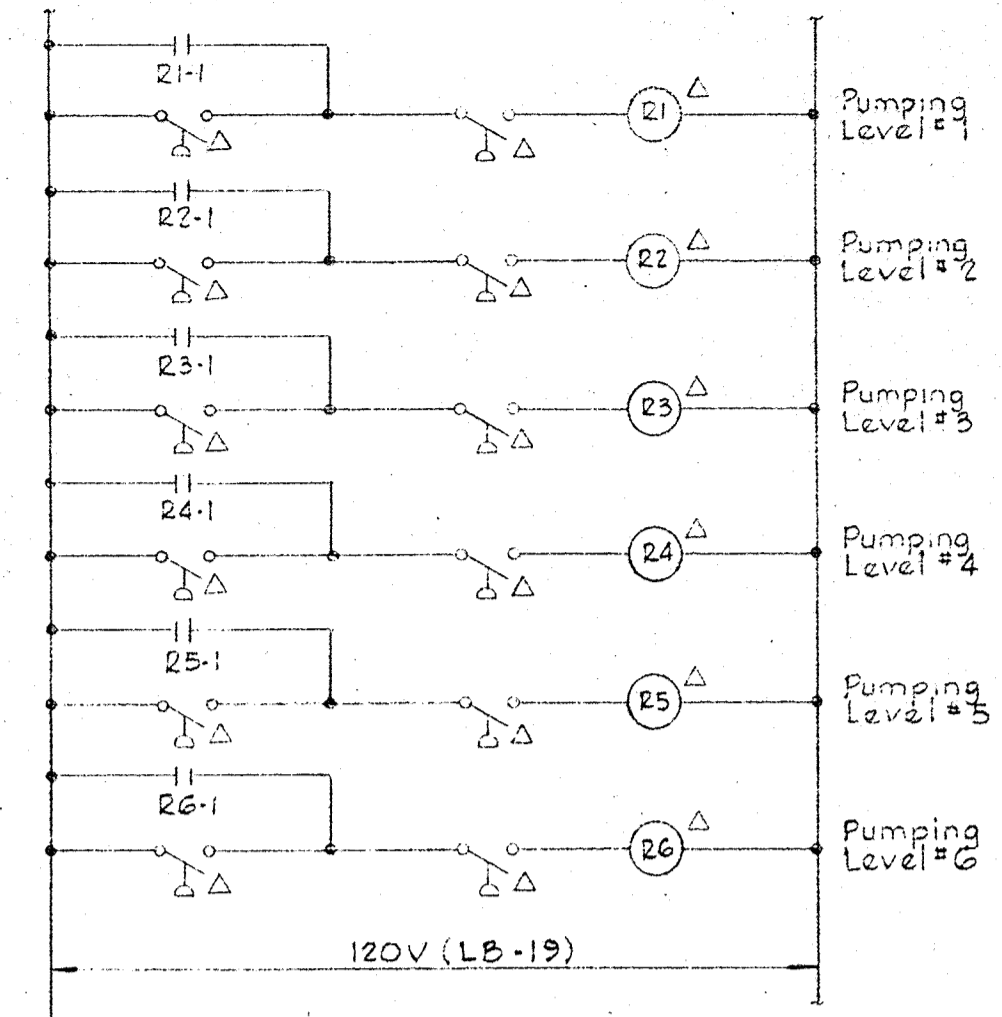 R1-1
R1
Pumping
Level #1
R2-1
R2
Pumping
Level #2
R3-1
R3
Pumping
Level #3
R4-1
R4
Pumping
Level #4
R5-1
R5
Pumping
Level #5
R6-1
R6
Pumping
Level #6
120V (LB-19)